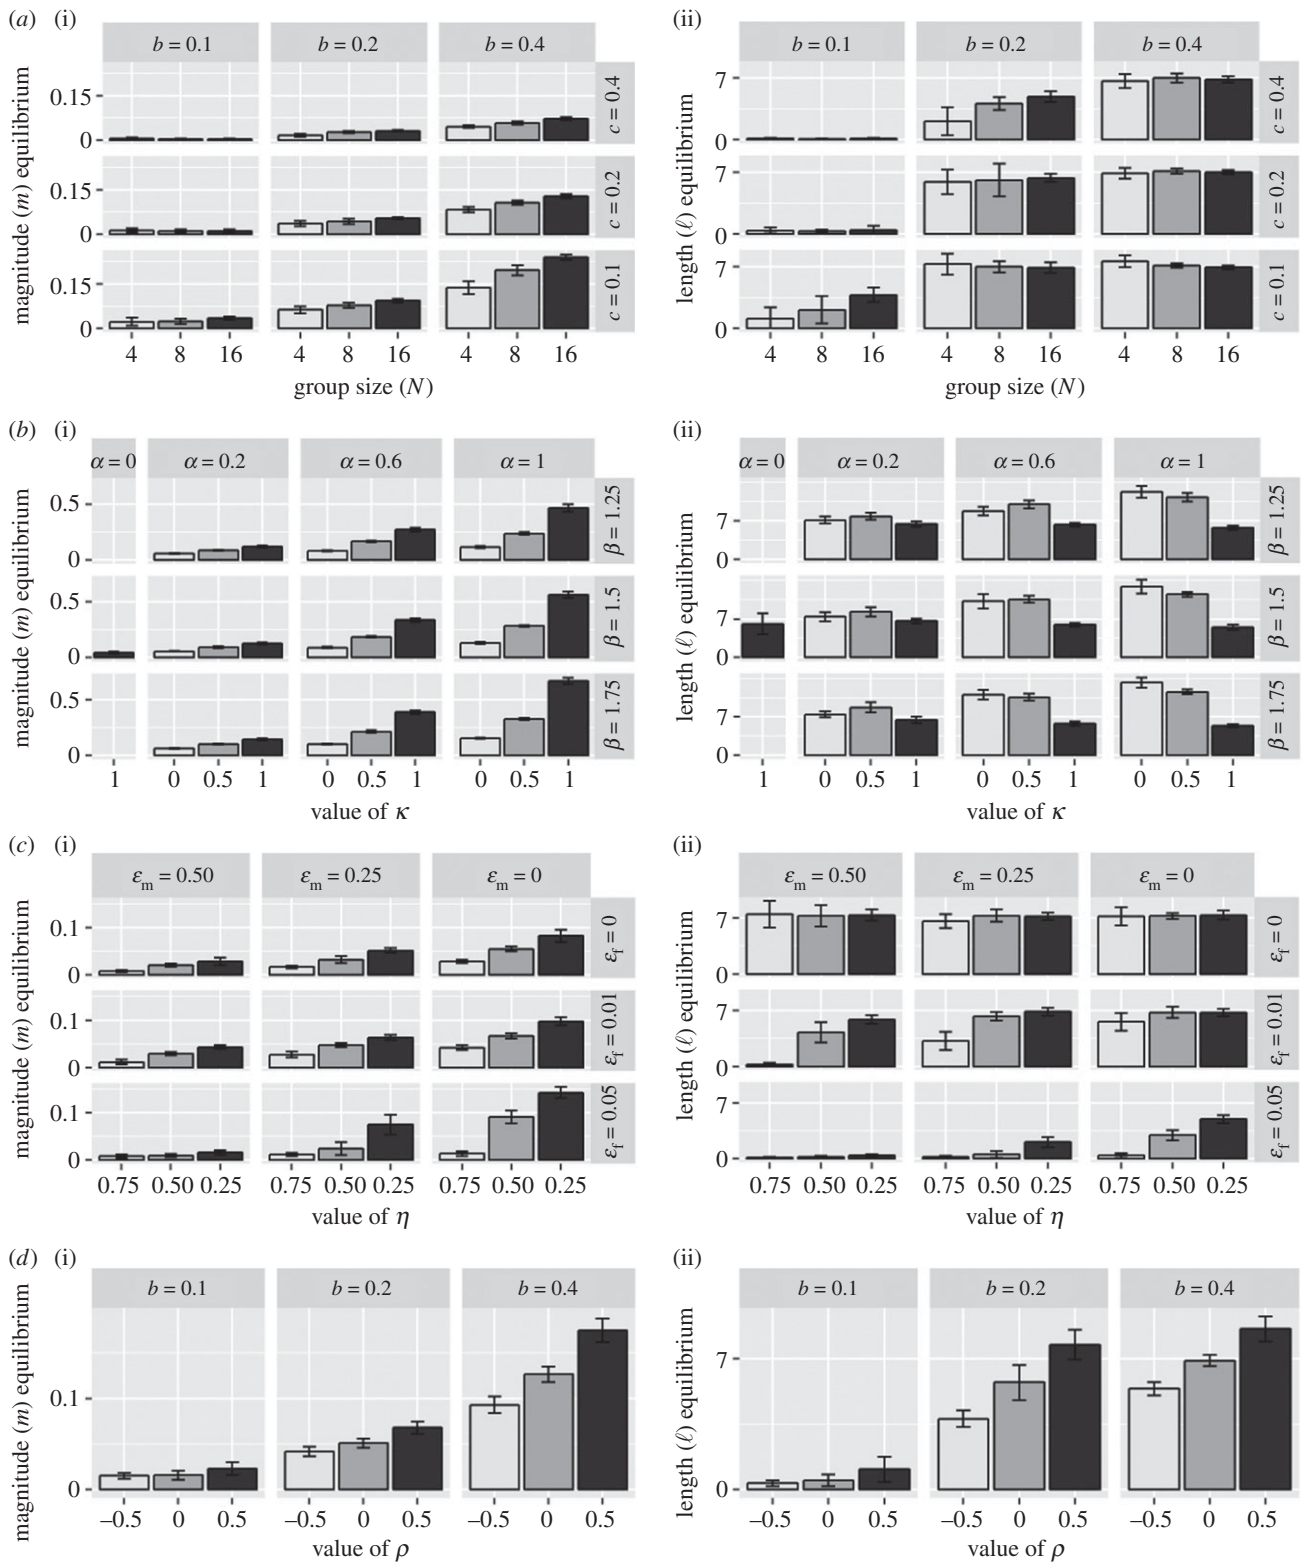 (a) (i)
b = 0.1 b = 0.2 b = 0.4
magnitude (m) equilibrium
0.15
0
c = 0.4
0.15
0
c = 0.2
0.15
0
c = 0.1
4 8 16 4 8 16 4 8 16
group size (N)
(ii)
b = 0.1 b = 0.2 b = 0.4
length (ℓ) equilibrium
7
0
c = 0.4
7
0
c = 0.2
7
0
c = 0.1
4 8 16 4 8 16 4 8 16
group size (N)
(b) (i)
α = 0 α = 0.2 α = 0.6 α = 1
magnitude (m) equilibrium
0.5
0
β = 1.25
0.5
0
β = 1.5
0.5
0
β = 1.75
1 0 0.5 1 0 0.5 1 0 0.5 1
value of κ
(ii)
α = 0 α = 0.2 α = 0.6 α = 1
length (ℓ) equilibrium
7
0
β = 1.25
7
0
β = 1.5
7
0
β = 1.75
1 0 0.5 1 0 0.5 1 0 0.5 1
value of κ
(c) (i)
εm = 0.50 εm = 0.25 εm = 0
magnitude (m) equilibrium
0.1
0
εf = 0
0.1
0
εf = 0.01
0.1
0
εf = 0.05
0.75 0.50 0.25 0.75 0.50 0.25 0.75 0.50 0.25
value of η
(ii)
εm = 0.50 εm = 0.25 εm = 0
length (ℓ) equilibrium
7
0
εf = 0
7
0
εf = 0.01
7
0
εf = 0.05
0.75 0.50 0.25 0.75 0.50 0.25 0.75 0.50 0.25
value of η
(d) (i)
b = 0.1 b = 0.2 b = 0.4
magnitude (m) equilibrium
0.1
0
–0.5 0 0.5 –0.5 0 0.5 –0.5 0 0.5
value of ρ
(ii)
b = 0.1 b = 0.2 b = 0.4
length (ℓ) equilibrium
7
0
–0.5 0 0.5 –0.5 0 0.5 –0.5 0 0.5
value of ρ